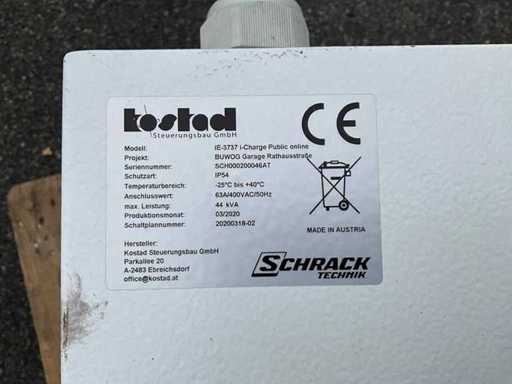 kostad
Steuerungsbau GmbH
CE
Modell: IE-3737 i-Charge Public online
Projekt: BUWOG Garage Rathausstraße
Seriennummer: SCH000200046AT
Schutzart: IP54
Temperaturbereich: -25°C bis +40°C
Anschlusswert: 63A/400VAC/50Hz
max. Leistung: 44 kVA
Produktionsmonat: 03/2020
Schaltplannummer: 20200318-02
MADE IN AUSTRIA
Hersteller:
Kostad Steuerungsbau GmbH
Parkallee 20
A-2483 Ebreichsdorf
office@kostad.at
SCHRACK
TECHNIK